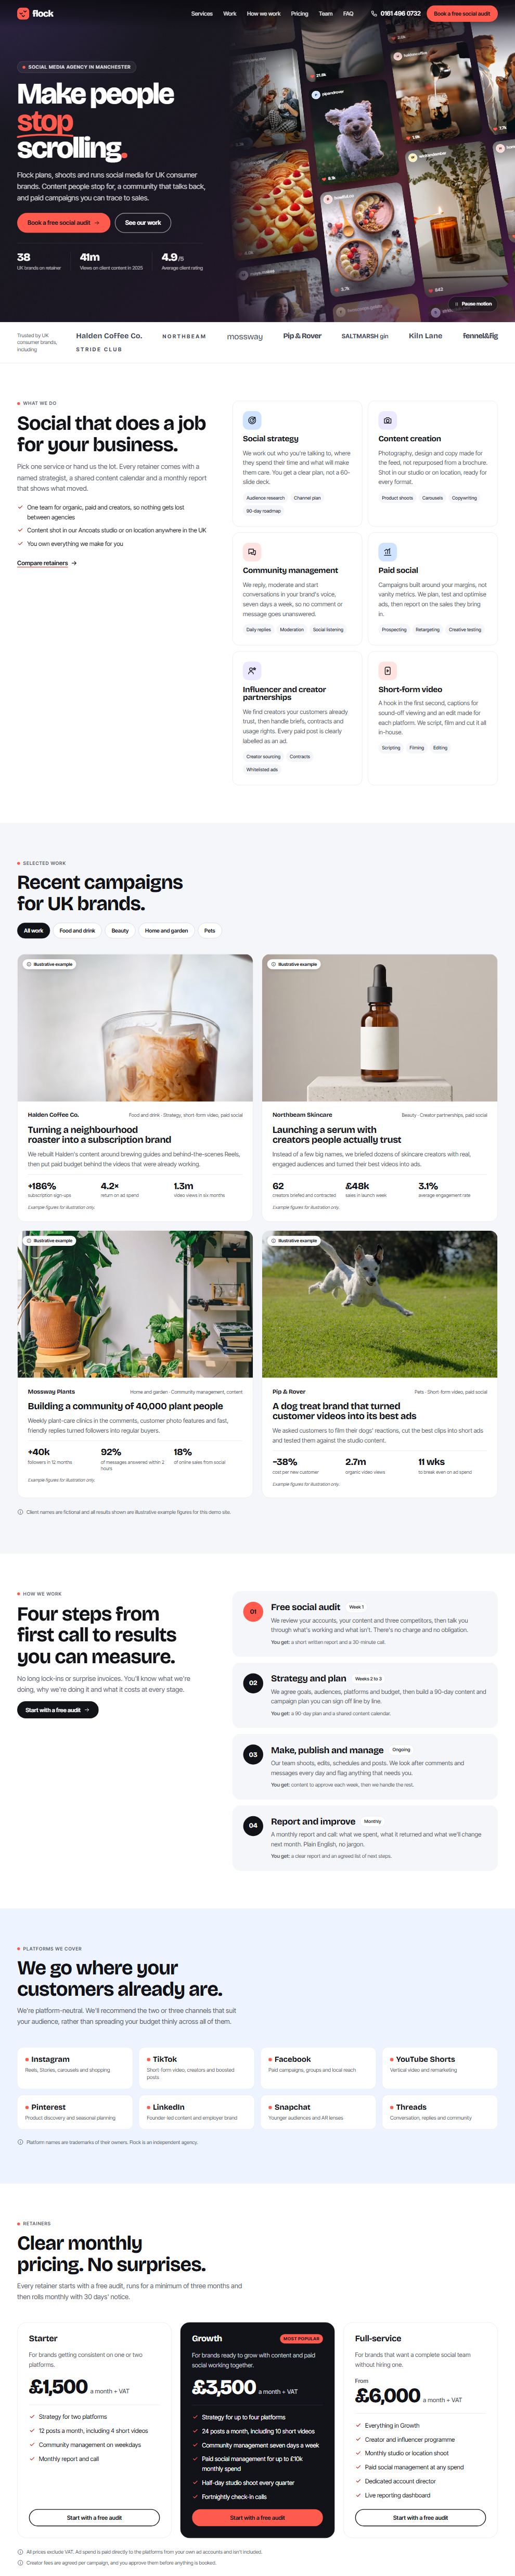 flock
Services Work How we work Pricing Team FAQ 0161 496 0732 Book a free social audit
SOCIAL MEDIA AGENCY IN MANCHESTER
Make people
stop
scrolling.
Flock plans, shoots and runs social media for UK consumer
brands. Content people stop for, a community that talks back,
and paid campaigns you can trace to sales.
Book a free social audit → See our work
38 41m 4.9/5
UK brands on retainer Views on client content in 2025 Average client rating
Pause motion
Trusted by UK
consumer brands,
including
Halden Coffee Co. NORTHBEAM mossway Pip & Rover SALTMARSH gin Kiln Lane fennel&fig
STRIDE CLUB
WHAT WE DO
Social that does a job
for your business.
Pick one service or hand us the lot. Every retainer comes with a
named strategist, a shared content calendar and a monthly report
that shows what moved.
One team for organic, paid and creators, so nothing gets lost
between agencies
Content shot in our Ancoats studio or on location anywhere in the UK
You own everything we make for you
Compare retainers →
Social strategy
We work out who you're talking to, where
they spend their time and what will make
them care. You get a clear plan, not a 60-
slide deck.
Audience research Channel plan
90-day roadmap
Content creation
Photography, design and copy made for
the feed, not repurposed from a brochure.
Shot in our studio or on location, ready for
every format.
Product shoots Carousels Copywriting
Community management
We reply, moderate and start
conversations in your brand's voice,
seven days a week, so no comment or
message goes unanswered.
Daily replies Moderation Social listening
Paid social
Campaigns built around your margins, not
vanity metrics. We plan, test and optimise
ads, then report on the sales they bring
in.
Prospecting Retargeting Creative testing
Influencer and creator
partnerships
We find creators your customers already
trust, then handle briefs, contracts and
usage rights. Every paid post is clearly
labelled as an ad.
Creator sourcing Contracts
Whitelisted ads
Short-form video
A hook in the first second, captions for
sound-off viewing and an edit made for
each platform. We script, film and cut it all
in-house.
Scripting Filming Editing
SELECTED WORK
Recent campaigns
for UK brands.
All work Food and drink Beauty Home and garden Pets
Illustrative example
Halden Coffee Co. Food and drink · Strategy, short-form video, paid social
Turning a neighbourhood
roaster into a subscription brand
We rebuilt Halden's content around brewing guides and behind-the-scenes Reels,
then put paid budget behind the videos that were already working.
+186% 4.2× 1.3m
subscription sign-ups return on ad spend video views in six months
Example figures for illustration only.
Illustrative example
Northbeam Skincare Beauty · Creator partnerships, paid social
Launching a serum with
creators people actually trust
Instead of a few big names, we briefed dozens of skincare creators with real,
engaged audiences and turned their best videos into ads.
62 £48k 3.1%
creators briefed and contracted sales in launch week average engagement rate
Example figures for illustration only.
Illustrative example
Mossway Plants Home and garden · Community management, content
Building a community of 40,000 plant people
Weekly plant-care clinics in the comments, customer photo features and fast,
friendly replies turned followers into regular buyers.
+40k 92% 18%
followers in 12 months of messages answered within 2 of online sales from social
hours
Example figures for illustration only.
Illustrative example
Pip & Rover Pets · Short-form video, paid social
A dog treat brand that turned
customer videos into its best ads
We asked customers to film their dogs' reactions, cut the best clips into short ads
and tested them against the studio content.
-38% 2.7m 11 wks
cost per new customer organic video views to break even on ad spend
Example figures for illustration only.
Client names are fictional and all results shown are illustrative example figures for this demo site.
HOW WE WORK
Four steps from
first call to results
you can measure.
No long lock-ins or surprise invoices. You'll know what we're
doing, why we're doing it and what it costs at every stage.
Start with a free audit →
01 Free social audit Week 1
We review your accounts, your content and three competitors, then talk you
through what's working and what isn't. There's no charge and no obligation.
You get: a short written report and a 30 minute call.
02 Strategy and plan Weeks 2 to 3
We agree goals, audiences, platforms and budget, then build a 90-day content and
campaign plan you can sign off line by line.
You get: a 90-day plan and a shared content calendar.
03 Make, publish and manage Ongoing
Our team shoots, edits, schedules and posts. We look after comments and
messages every day and flag anything that needs you.
You get: content to approve each week, then we handle the rest.
04 Report and improve Monthly
A monthly report and call: what we spent, what it returned and what we'll change
next month. Plain English, no jargon.
You get: a clear report and an agreed list of next steps.
PLATFORMS WE COVER
We go where your
customers already are.
We're platform-neutral. We'll recommend the two or three channels that suit
your audience, rather than spreading your budget thinly across all of them.
Instagram
Reels, Stories, carousels and shopping
TikTok
Short-form video, creators and boosted
posts
Facebook
Paid campaigns, groups and local reach
YouTube Shorts
Vertical video and remarketing
Pinterest
Product discovery and seasonal planning
LinkedIn
Founder-led content and employer brand
Snapchat
Younger audiences and AR lenses
Threads
Conversation, replies and community
Platform names are trademarks of their owners. Flock is an independent agency.
RETAINERS
Clear monthly
pricing. No surprises.
Every retainer starts with a free audit, runs for a minimum of three months and
then rolls monthly with 30 days' notice.
Starter
For brands getting consistent on one or two
platforms.
£1,500 a month + VAT
Strategy for two platforms
12 posts a month, including 4 short videos
Community management on weekdays
Monthly report and call
Start with a free audit
Growth MOST POPULAR
For brands ready to grow with content and paid
social working together.
£3,500 a month + VAT
Strategy for up to four platforms
24 posts a month, including 10 short videos
Community management seven days a week
Paid social management for up to £10k
monthly spend
Half-day studio shoot every quarter
Fortnightly check-in calls
Start with a free audit
Full-service
For brands that want a complete social team
without hiring one.
From
£6,000 a month + VAT
Everything in Growth
Creator and influencer programme
Monthly studio or location shoot
Paid social management at any spend
Dedicated account director
Live reporting dashboard
Start with a free audit
All prices exclude VAT. Ad spend is paid directly to the platforms from your own ad accounts and isn't included.
Creator fees are agreed per campaign, and you approve them before anything is booked.